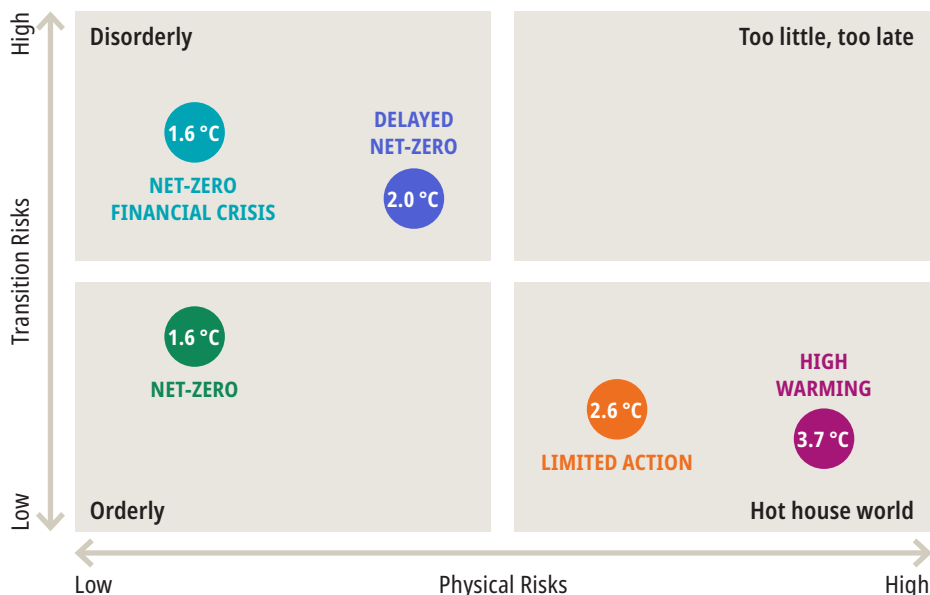 High
Disorderly
Too little, too late
1.6 °C
NET-ZERO
FINANCIAL CRISIS
DELAYED
NET-ZERO
2.0 °C
Transition Risks
1.6 °C
NET-ZERO
2.6 °C
LIMITED ACTION
HIGH
WARMING
3.7 °C
Low
Orderly
Hot house world
Low
Physical Risks
High